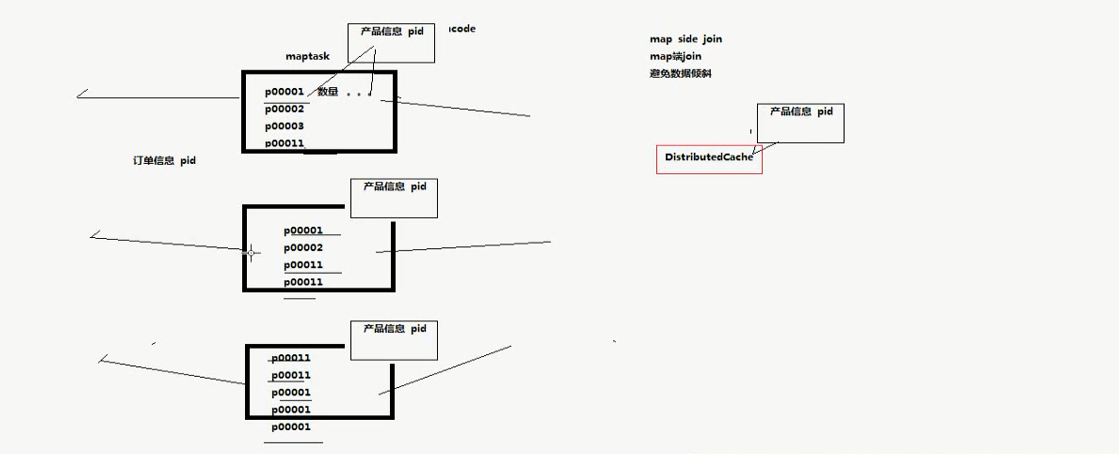 产品信息 pid
code
maptask
p00001 数量 。。。
p00002
p00003
p00011
订单信息 pid
产品信息 pid
p00001
p00002
p00011
p00011
产品信息 pid
p00011
p00011
p00001
p00001
p00001
map side join
map端join
避免数据倾斜
产品信息 pid
DistributedCache